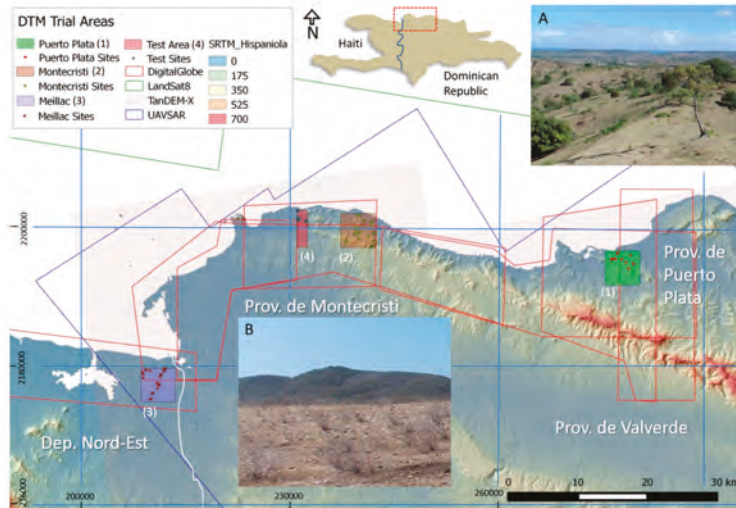 DTM Trial Areas
Puerto Plata (1)
Puerto Plata Sites
Montecristi (2)
Montecristi Sites
Meillac (3)
Meillac Sites
Test Area (4)
Test Sites
DigitalGlobe
LandSat8
TanDEM-X
UAVSAR
SRTM_Hispaniola
0
175
350
525
700
N
Haiti
Dominican
Republic
A
2200000
2200000
(4)
(2)
(1)
Prov. de
Puerto
Plata
Prov. de Montecristi
B
2180000
2180000
(3)
Dep. Nord-Est
Prov. de Valverde
200000
230000
260000
0
10
20
30 km